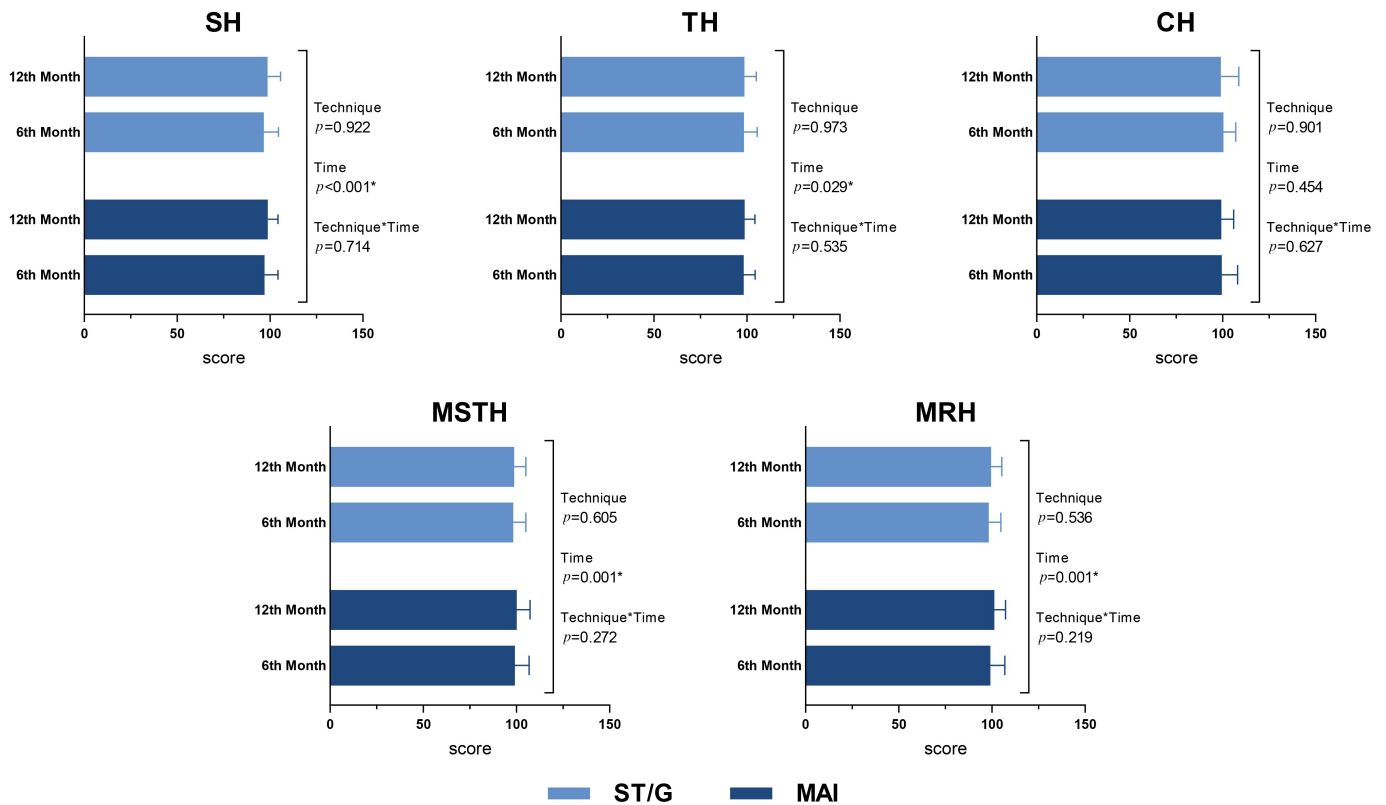 SH
12th Month
6th Month
12th Month
6th Month
Technique
p=0.922
Time
p<0.001*
Technique*Time
p=0.714
0 50 100 150
score
TH
12th Month
6th Month
12th Month
6th Month
Technique
p=0.973
Time
p=0.029*
Technique*Time
p=0.535
0 50 100 150
score
CH
12th Month
6th Month
12th Month
6th Month
Technique
p=0.901
Time
p=0.454
Technique*Time
p=0.627
0 50 100 150
score
MSTH
12th Month
6th Month
12th Month
6th Month
Technique
p=0.605
Time
p=0.001*
Technique*Time
p=0.272
0 50 100 150
score
MRH
12th Month
6th Month
12th Month
6th Month
Technique
p=0.536
Time
p=0.001*
Technique*Time
p=0.219
0 50 100 150
score
ST/G MAI